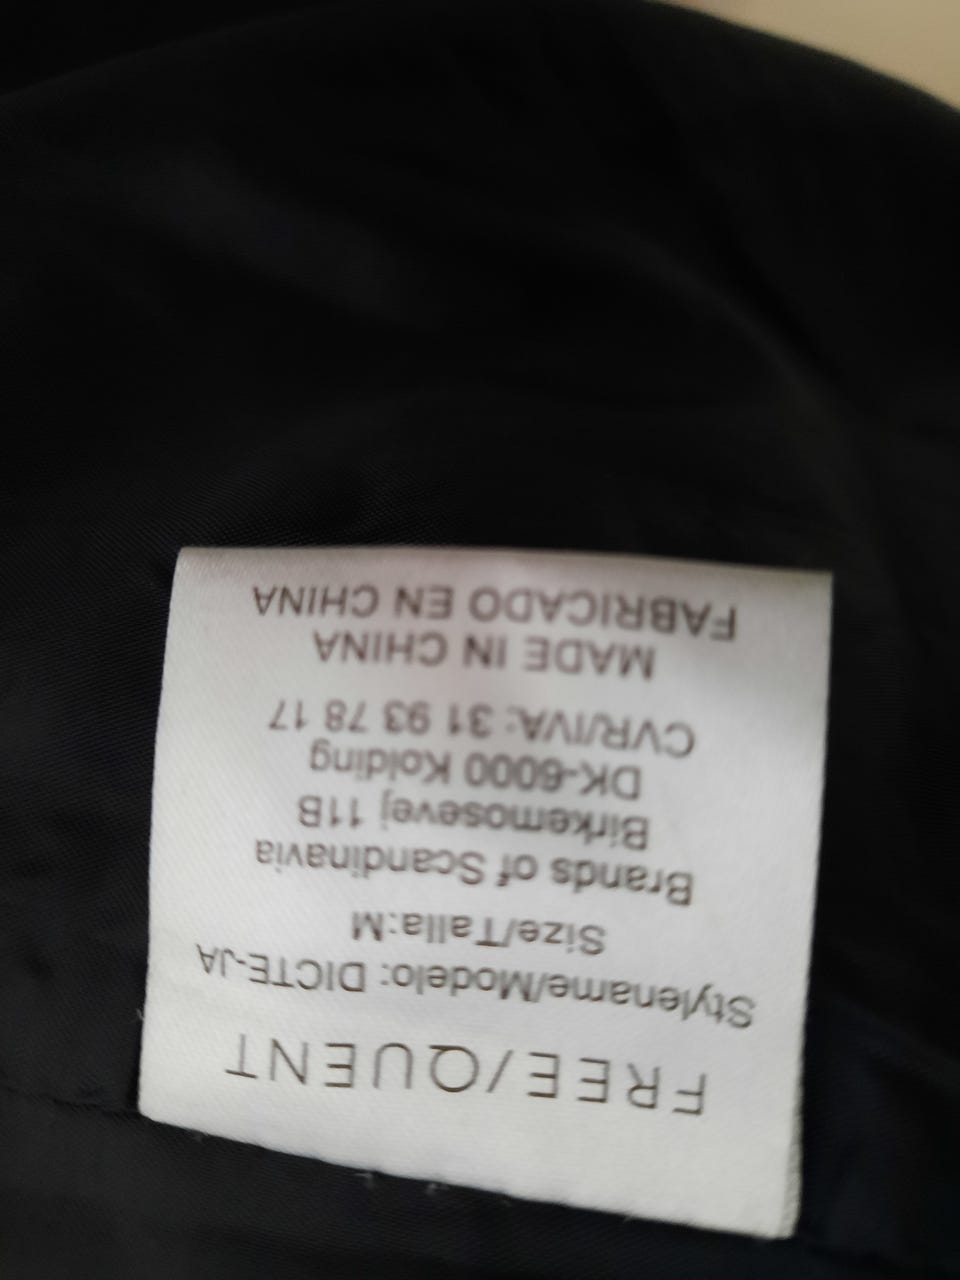 FREE/QUENT
Stylename/Modelo: DICTE-JA
Size/Talla:M
Brands of Scandinavia
Birkemosevej 11B
DK-6000 Kolding
CVR/IVA: 31 93 78 17
MADE IN CHINA
FABRICADO EN CHINA